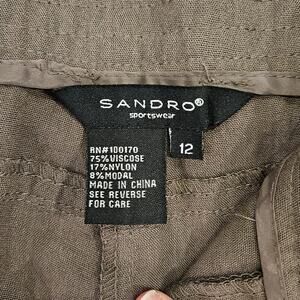 SANDRO®
sportswear
12
RN#100170
75%VISCOSE
17%NYLON
8%MODAL
MADE IN CHINA
SEE REVERSE
FOR CARE